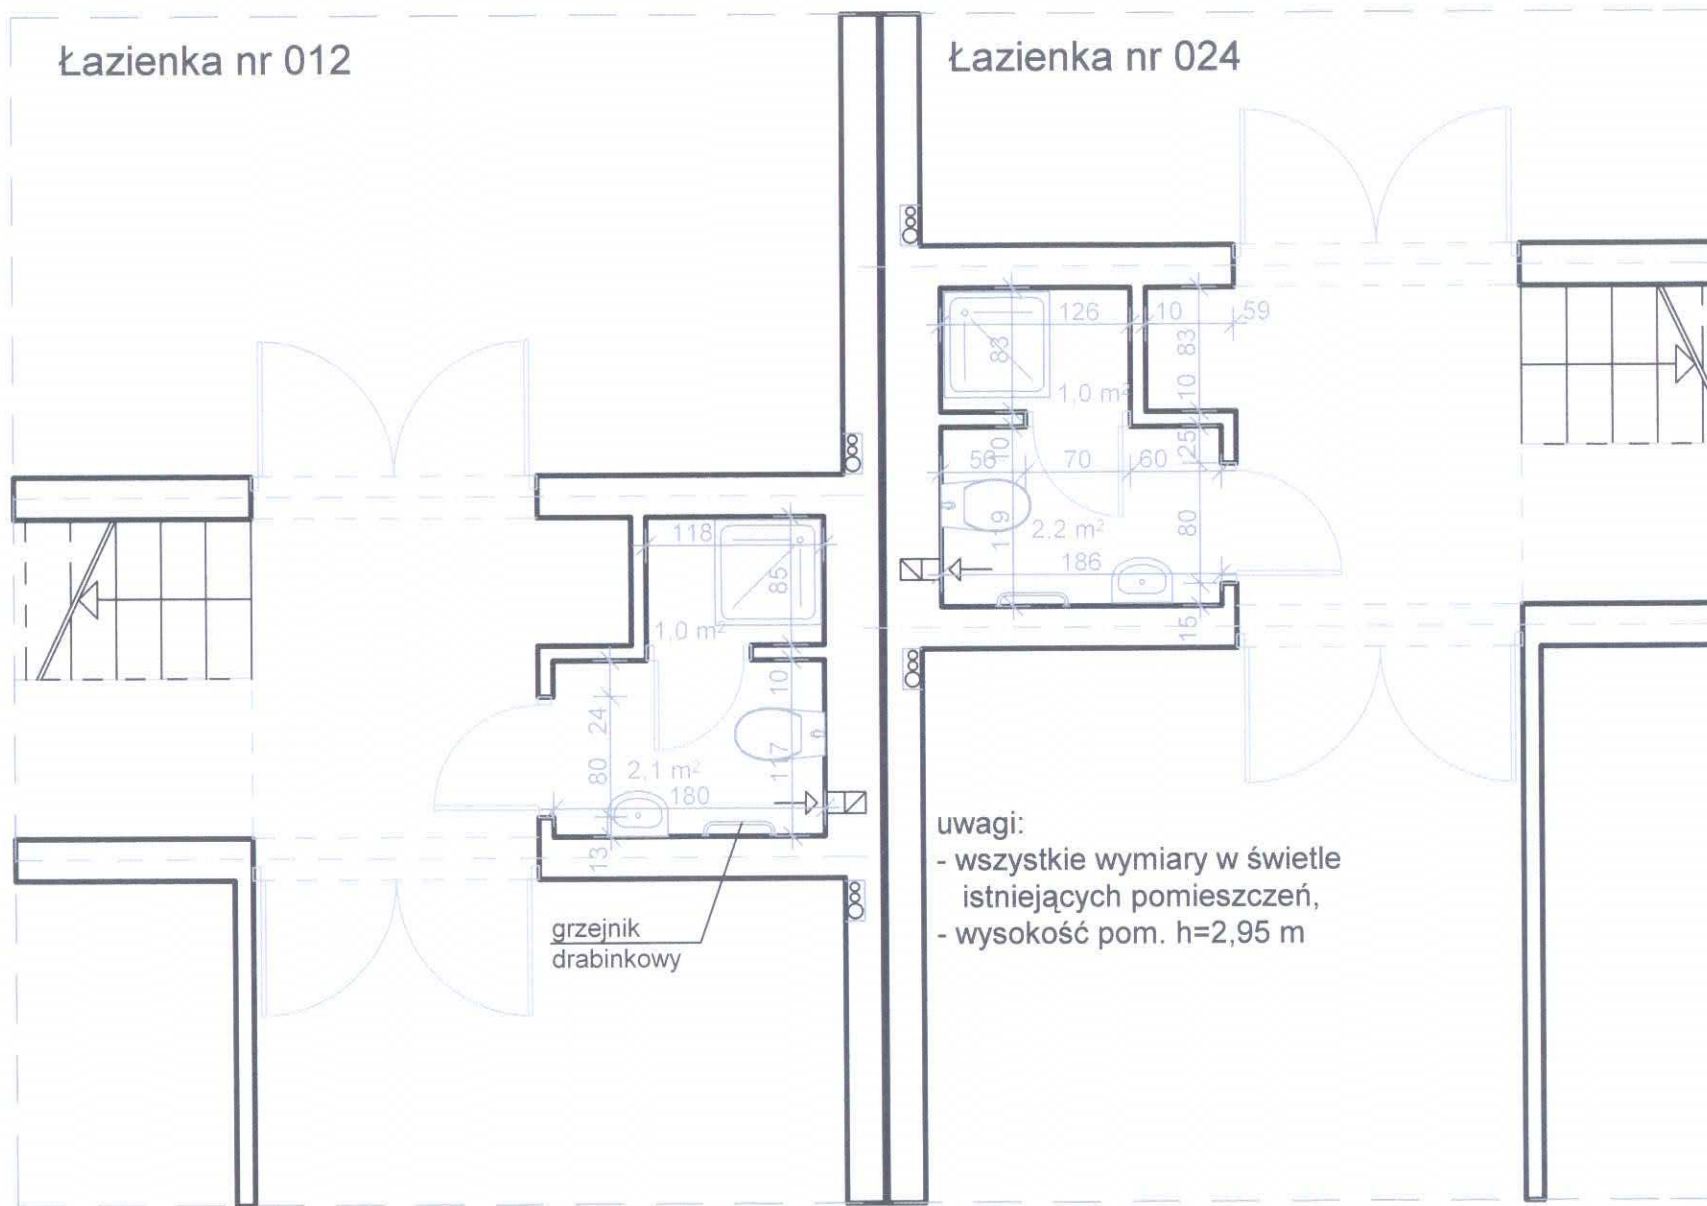 Łazienka nr 012
Łazienka nr 024
126
10
59
83
83
10
1,0 m²
10
25
56
70
60
119
2.2 m²
80
186
15
118
85
1,0 m²
10
24
117
80
2,1 m²
180
13
grzejnik
drabinkowy
uwagi:
- wszystkie wymiary w świetle
istniejących pomieszczeń,
- wysokość pom. h=2,95 m